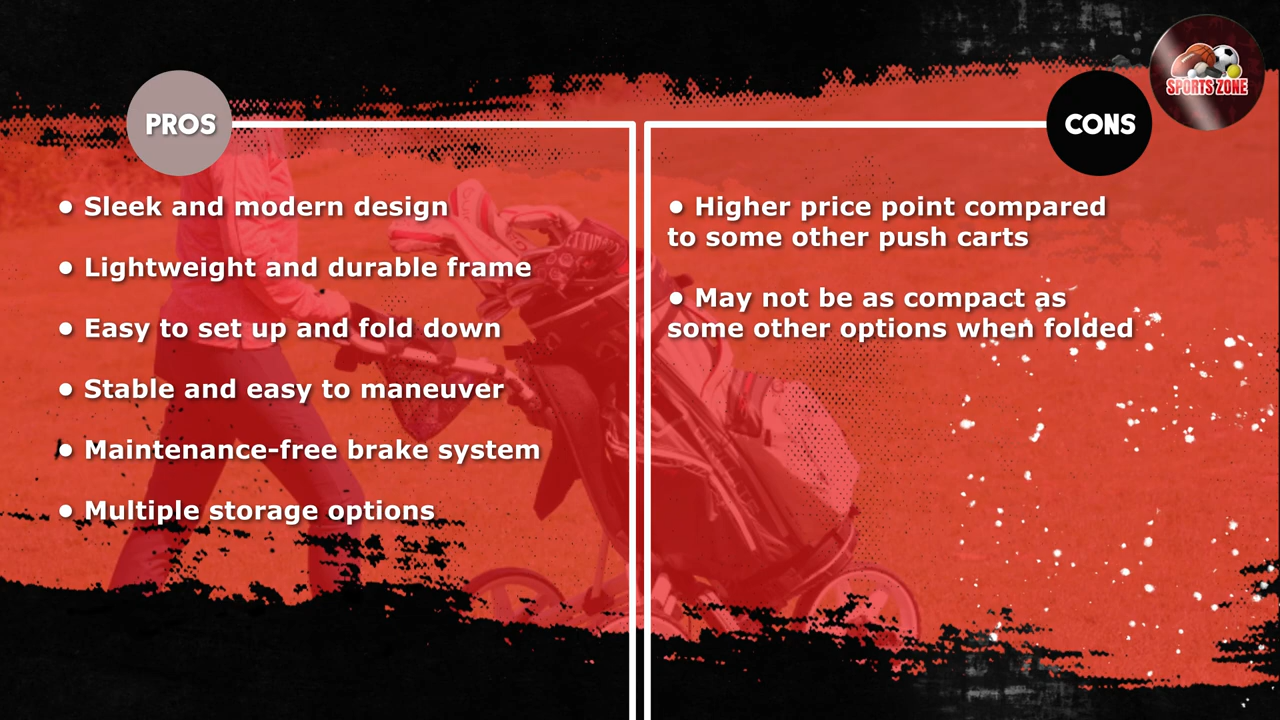 PROS
• Sleek and modern design
• Lightweight and durable frame
• Easy to set up and fold down
• Stable and easy to maneuver
• Maintenance-free brake system
• Multiple storage options
CONS
• Higher price point compared
to some other push carts
• May not be as compact as
some other options when folded
SPORTS ZONE